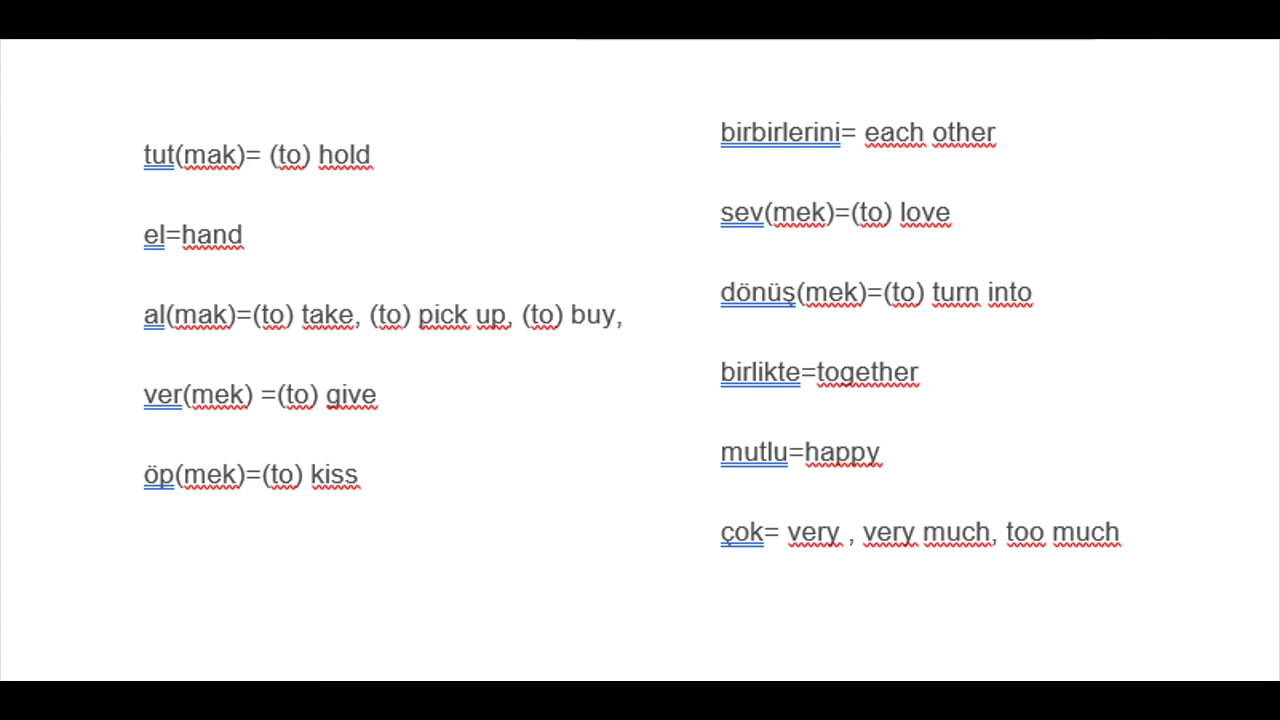 tut(mak)= (to) hold
el=hand
al(mak)=(to) take, (to) pick up, (to) buy,
ver(mek) =(to) give
öp(mek)=(to) kiss
birbirlerini= each other
sev(mek)=(to) love
dönüş(mek)=(to) turn into
birlikte=together
mutlu=happy
çok= very , very much, too much